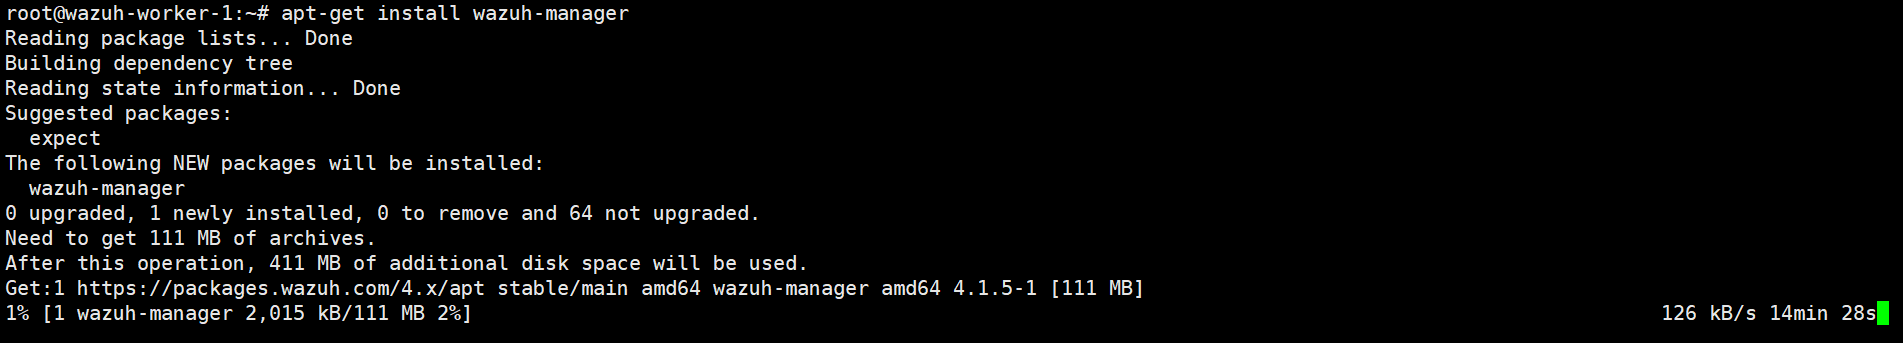 root@wazuh-worker-1:~# apt-get install wazuh-manager
Reading package lists... Done
Building dependency tree
Reading state information... Done
Suggested packages:
  expect
The following NEW packages will be installed:
  wazuh-manager
0 upgraded, 1 newly installed, 0 to remove and 64 not upgraded.
Need to get 111 MB of archives.
After this operation, 411 MB of additional disk space will be used.
Get:1 https://packages.wazuh.com/4.x/apt stable/main amd64 wazuh-manager amd64 4.1.5-1 [111 MB]
1% [1 wazuh-manager 2,015 kB/111 MB 2%] 126 kB/s 14min 28s